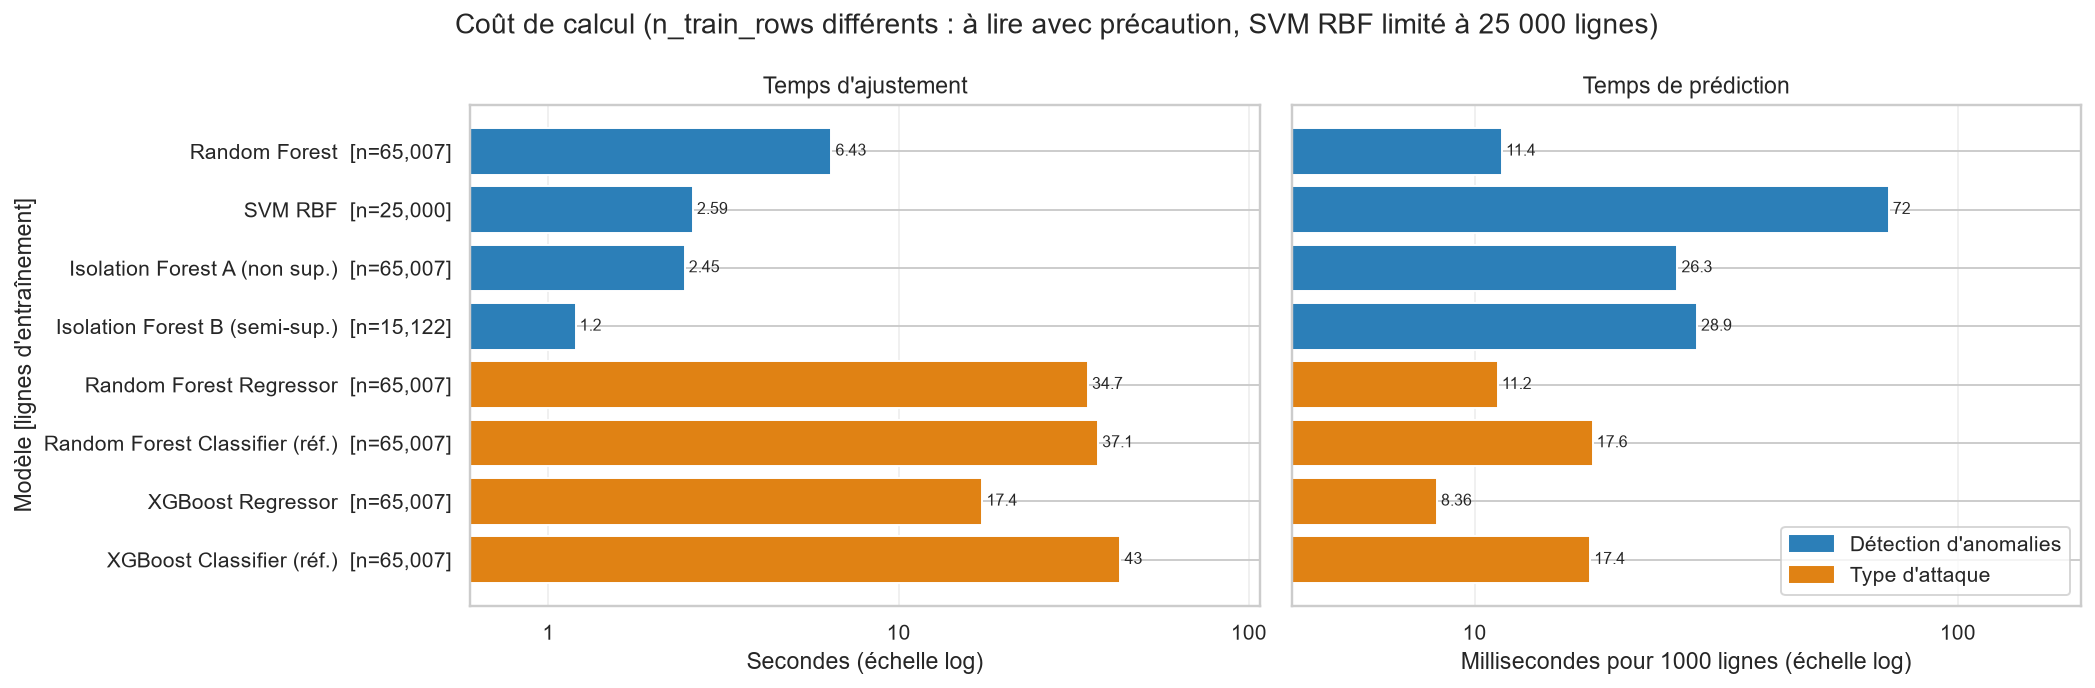 Coût de calcul (n_train_rows différents : à lire avec précaution, SVM RBF limité à 25 000 lignes)
Temps d'ajustement
Temps de prédiction
Modèle [lignes d'entraînement]
Random Forest [n=65,007]
6.43
11.4
SVM RBF [n=25,000]
2.59
72
Isolation Forest A (non sup.) [n=65,007]
2.45
26.3
Isolation Forest B (semi-sup.) [n=15,122]
1.2
28.9
Random Forest Regressor [n=65,007]
34.7
11.2
Random Forest Classifier (réf.) [n=65,007]
37.1
17.6
XGBoost Regressor [n=65,007]
17.4
8.36
XGBoost Classifier (réf.) [n=65,007]
43
17.4
Détection d'anomalies
Type d'attaque
1 10 100
10 100
Secondes (échelle log)
Millisecondes pour 1000 lignes (échelle log)